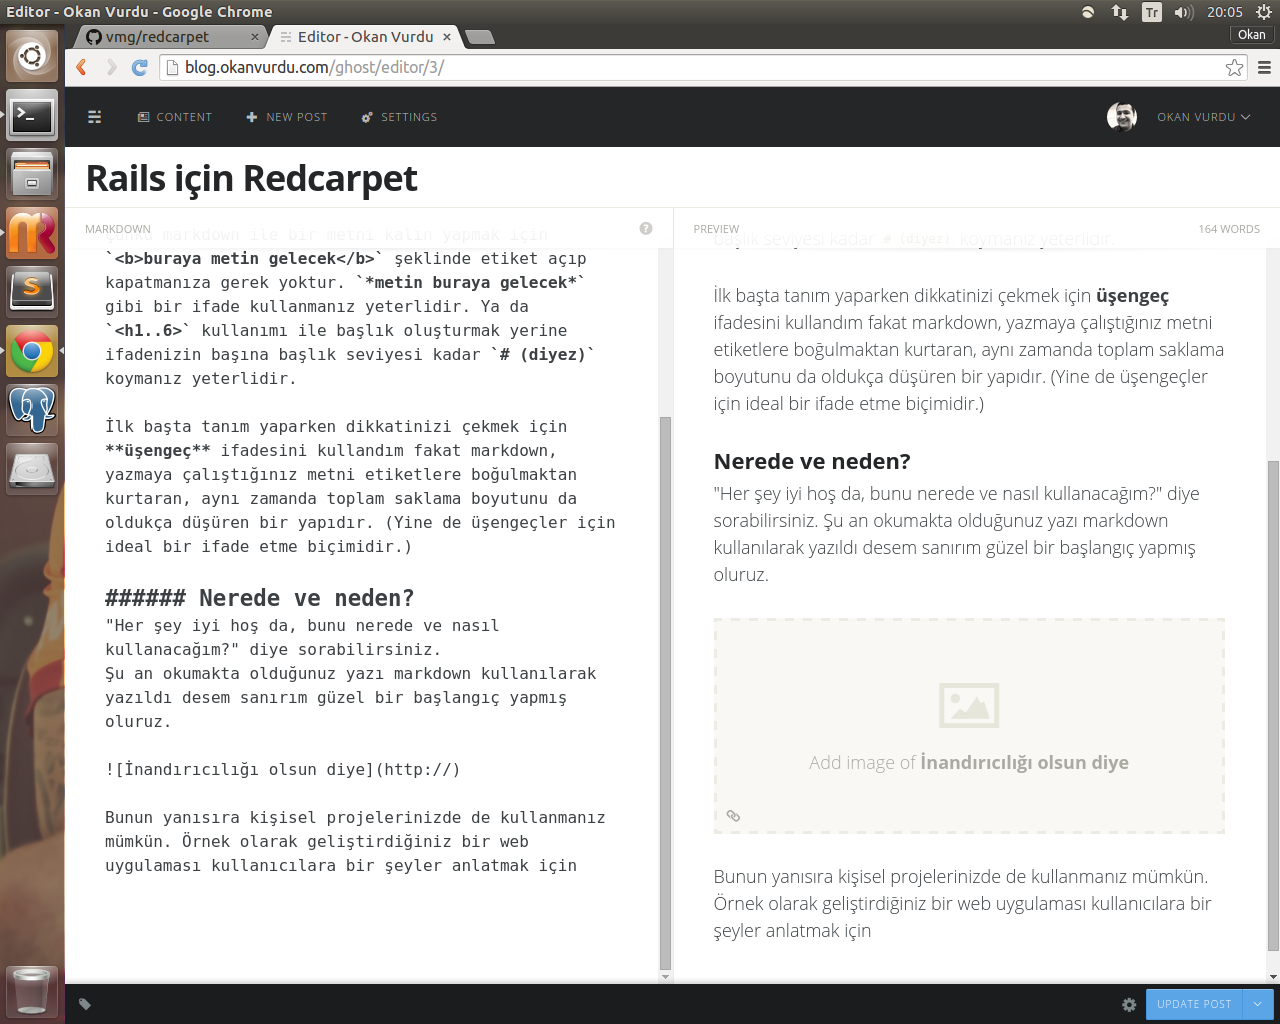 Editor - Okan Vurdu - Google Chrome
Tr
20:05
vmg/redcarpet
Editor - Okan Vurdu
Okan
blog.okanvurdu.com/ghost/editor/3/
CONTENT
NEW POST
SETTINGS
OKAN VURDU
Rails için Redcarpet
MARKDOWN
çünkü markdown ile bir metni kalın yapmak için
`<b>buraya metin gelecek</b>` şeklinde etiket açıp
kapatmanıza gerek yoktur. `*metin buraya gelecek*`
gibi bir ifade kullanmanız yeterlidir. Ya da
`<h1..6>` kullanımı ile başlık oluşturmak yerine
ifadenizin başına başlık seviyesi kadar `# (diyez)`
koymanız yeterlidir.
İlk başta tanım yaparken dikkatinizi çekmek için
**üşengeç** ifadesini kullandım fakat markdown,
yazmaya çalıştığınız metni etiketlere boğulmaktan
kurtaran, aynı zamanda toplam saklama boyutunu da
oldukça düşüren bir yapıdır. (Yine de üşengeçler için
ideal bir ifade etme biçimidir.)
###### Nerede ve neden?
"Her şey iyi hoş da, bunu nerede ve nasıl
kullanacağım?" diye sorabilirsiniz.
Şu an okumakta olduğunuz yazı markdown kullanılarak
yazıldı desem sanırım güzel bir başlangıç yapmış
oluruz.
![İnandırıcılığı olsun diye](http://)
Bunun yanısıra kişisel projelerinizde de kullanmanız
mümkün. Örnek olarak geliştirdiğiniz bir web
uygulaması kullanıcılara bir şeyler anlatmak için
PREVIEW
164 WORDS
başlık seviyesi kadar # (diyez) koymanız yeterlidir.
İlk başta tanım yaparken dikkatinizi çekmek için üşengeç
ifadesini kullandım fakat markdown, yazmaya çalıştığınız metni
etiketlere boğulmaktan kurtaran, aynı zamanda toplam saklama
boyutunu da oldukça düşüren bir yapıdır. (Yine de üşengeçler
için ideal bir ifade etme biçimidir.)
Nerede ve neden?
"Her şey iyi hoş da, bunu nerede ve nasıl kullanacağım?" diye
sorabilirsiniz. Şu an okumakta olduğunuz yazı markdown
kullanılarak yazıldı desem sanırım güzel bir başlangıç yapmış
oluruz.
Add image of İnandırıcılığı olsun diye
Bunun yanısıra kişisel projelerinizde de kullanmanız mümkün.
Örnek olarak geliştirdiğiniz bir web uygulaması kullanıcılara bir
şeyler anlatmak için
UPDATE POST